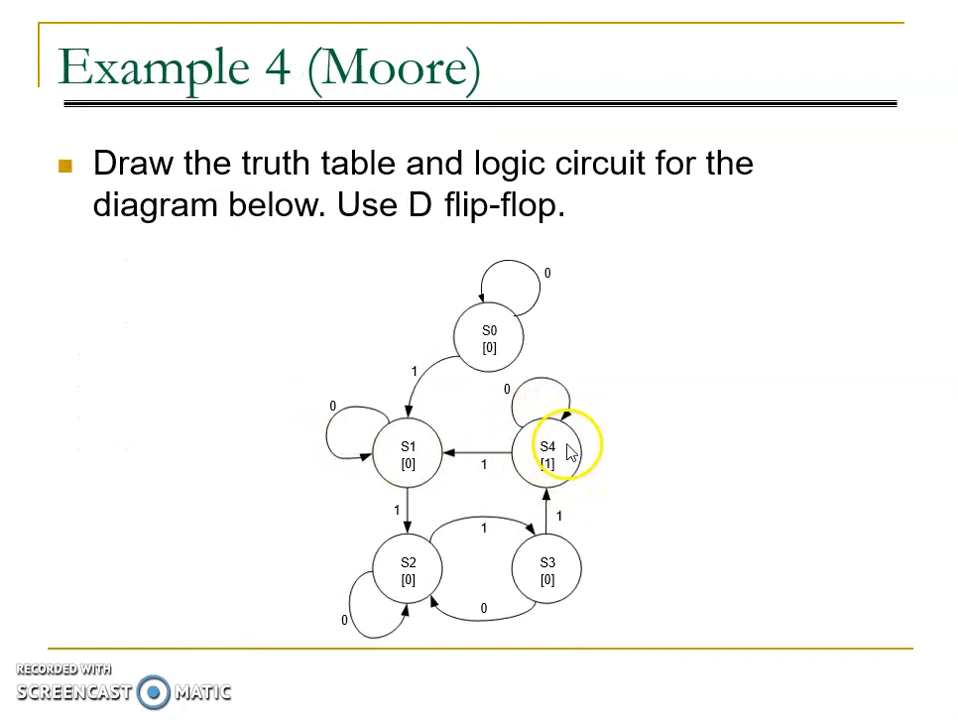 Example 4 (Moore)
Draw the truth table and logic circuit for the
diagram below. Use D flip-flop.
0
S0
[0]
1
0
0
S1
[0]
S4
[1]
1
1
1
1
S2
[0]
S3
[0]
0
0
RECORDED WITH
SCREENCAST MATIC